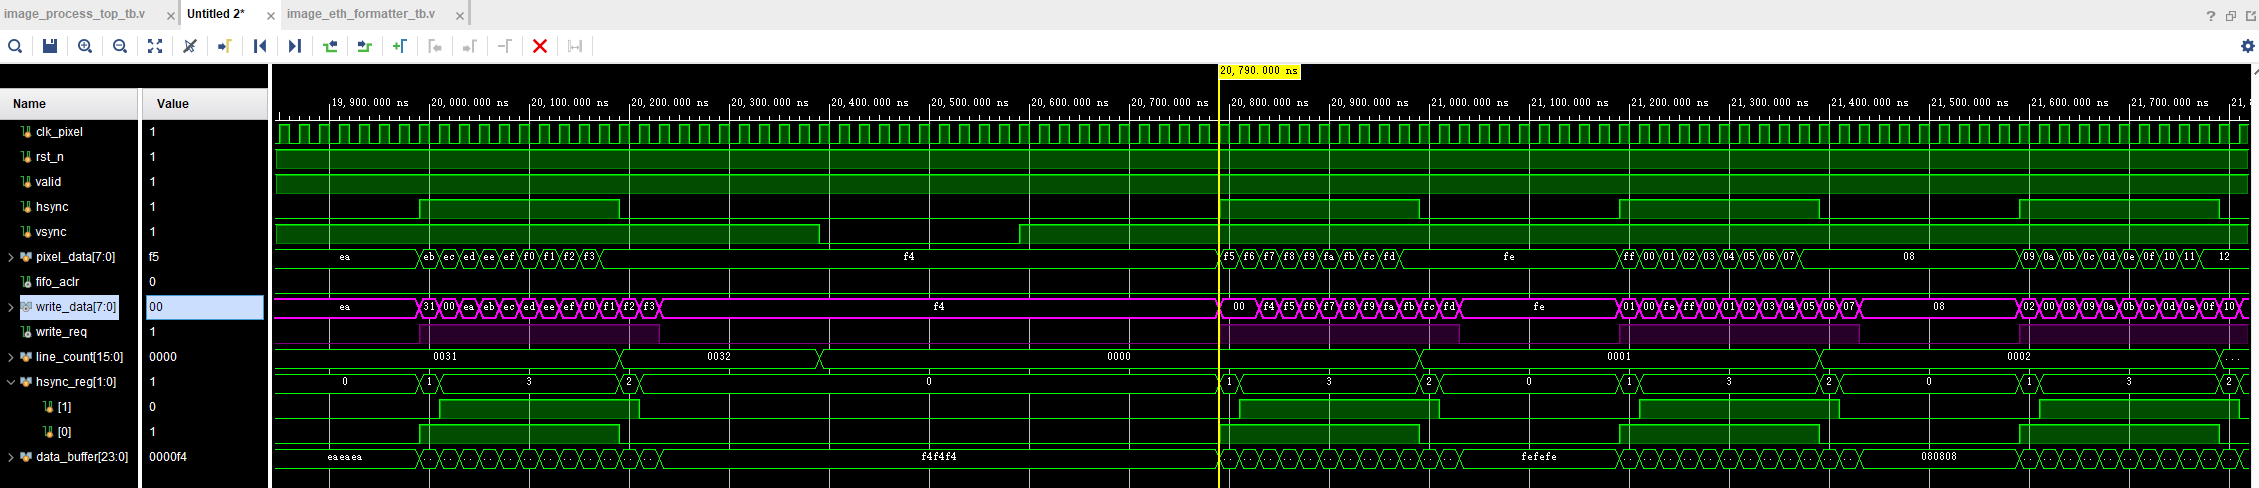 image_process_top_tb.v × Untitled 2* × image_eth_formatter_tb.v ×
20,790.000 ns
Name Value
19,900.000 ns 20,000.000 ns 20,100.000 ns 20,200.000 ns 20,300.000 ns 20,400.000 ns 20,500.000 ns 20,600.000 ns 20,700.000 ns 20,800.000 ns 20,900.000 ns 21,000.000 ns 21,100.000 ns 21,200.000 ns 21,300.000 ns 21,400.000 ns 21,500.000 ns 21,600.000 ns 21,700.000 ns
clk_pixel 1
rst_n 1
valid 1
hsync 1
vsync 1
pixel_data[7:0] f5 ea eb ec ed ee ef f0 f1 f2 f3 f4 f5 f6 f7 f8 f9 fa fb fc fd fe ff 00 01 02 03 04 05 06 07 08 09 0a 0b 0c 0d 0e 0f 10 11 12
fifo_aclr 0
write_data[7:0] 00 ea 31 00 ea eb ec ed ee ef f0 f1 f2 f3 f4 00 f4 f5 f6 f7 f8 f9 fa fb fc fd fe 01 00 fe ff 00 01 02 03 04 05 06 07 08 02 00 08 09 0a 0b 0c 0d 0e 0f 10
write_req 1
line_count[15:0] 0000 0031 0032 0000 0001 0002 ...
hsync_reg[1:0] 1 0 1 3 2 0 1 3 2 0 1 3 2 0 1 3 2
[1] 0
[0] 1
data_buffer[23:0] 0000f4 eaeaea f4f4f4 fefefe 080808